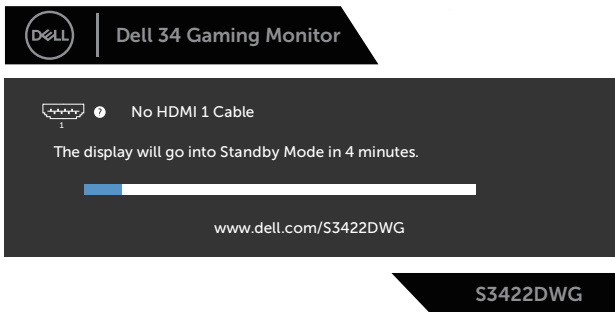 DELL
Dell 34 Gaming Monitor
? No HDMI 1 Cable
1
The display will go into Standby Mode in 4 minutes.
www.dell.com/S3422DWG
S3422DWG